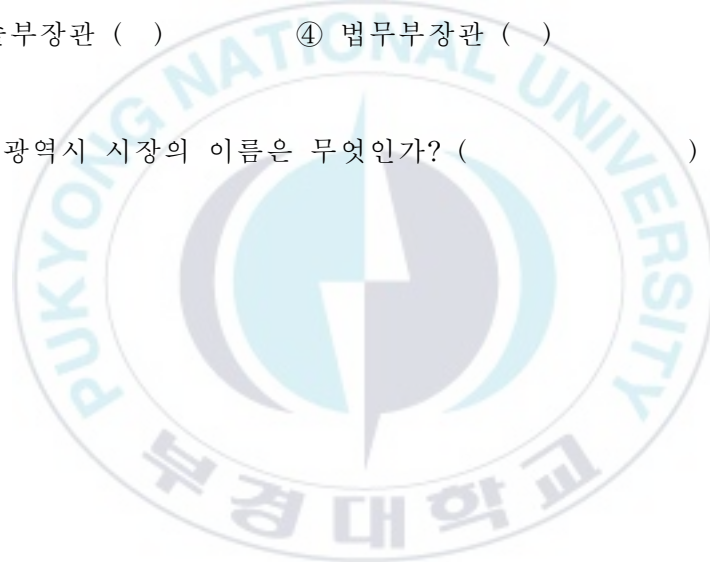 부장관 (  )  ④ 법무부장관 (  )
광역시 시장의 이름은 무엇인가? (  )
PUKYONG NATIONAL UNIVERSITY
부경대학교